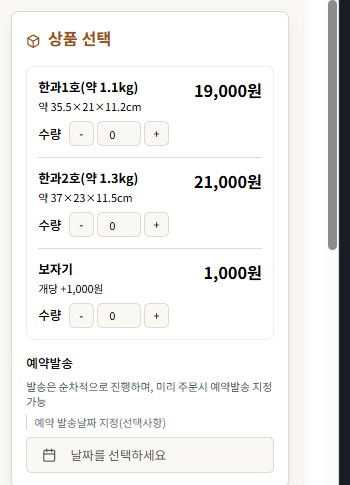 상품 선택
한과1호(약 1.1kg) 19,000원
약 35.5×21×11.2cm
수량 - 0 +
한과2호(약 1.3kg) 21,000원
약 37×23×11.5cm
수량 - 0 +
보자기 1,000원
개당 +1,000원
수량 - 0 +
예약발송
발송은 순차적으로 진행하며, 미리 주문시 예약발송 지정
가능
예약 발송날짜 지정(선택사항)
날짜를 선택하세요